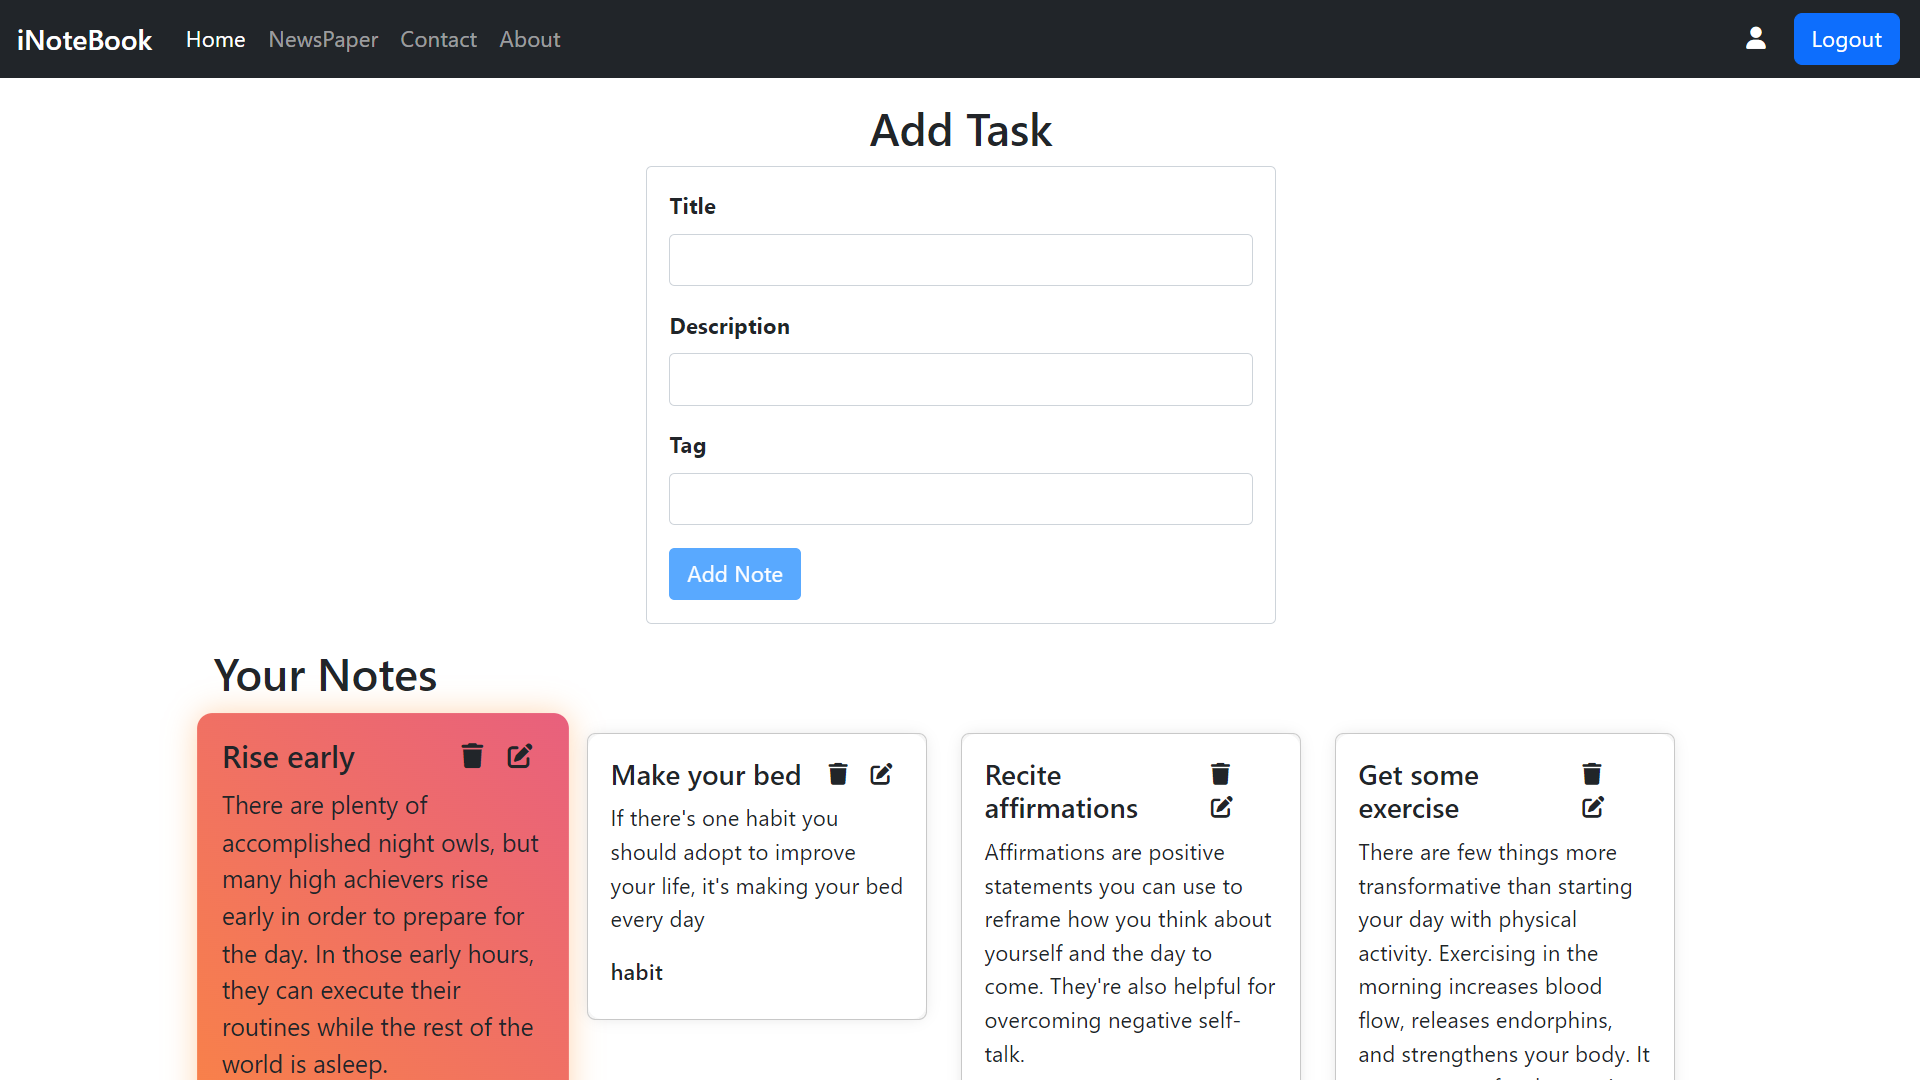 iNoteBook Home NewsPaper Contact About Logout
Add Task
Title
Description
Tag
Add Note
Your Notes
Rise early
There are plenty of
accomplished night owls, but
many high achievers rise
early in order to prepare for
the day. In those early hours,
they can execute their
routines while the rest of the
world is asleep.
Make your bed
If there's one habit you
should adopt to improve
your life, it's making your bed
every day
habit
Recite
affirmations
Affirmations are positive
statements you can use to
reframe how you think about
yourself and the day to
come. They're also helpful for
overcoming negative self-
talk.
Get some
exercise
There are few things more
transformative than starting
your day with physical
activity. Exercising in the
morning increases blood
flow, releases endorphins,
and strengthens your body. It